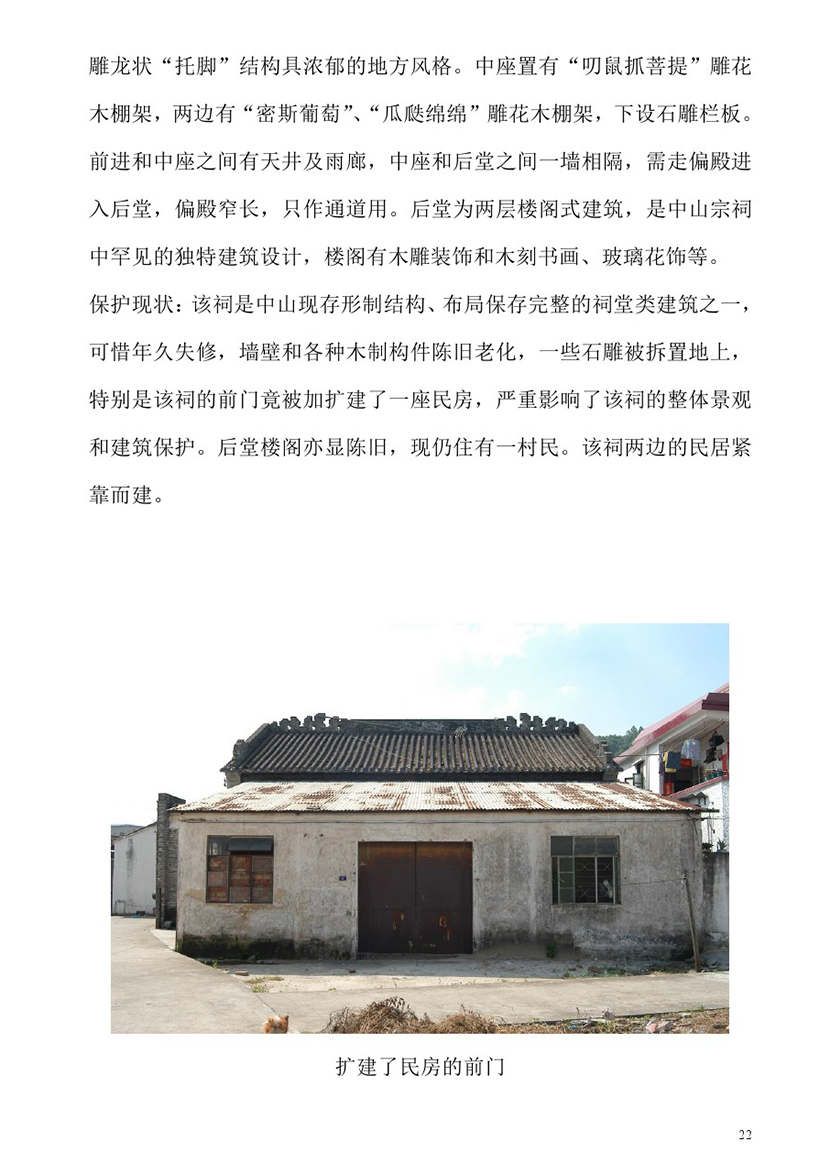 雕龙状“托脚”结构具浓郁的地方风格。中座置有“叨鼠抓菩提”雕花
木棚架，两边有“密斯葡萄”、“瓜瓞绵绵”雕花木棚架，下设石雕栏板。
前进和中座之间有天井及雨廊，中座和后堂之间一墙相隔，需走偏殿进
入后堂，偏殿窄长，只作通道用。后堂为两层楼阁式建筑，是中山宗祠
中罕见的独特建筑设计，楼阁有木雕装饰和木刻书画、玻璃花饰等。
保护现状：该祠是中山现存形制结构、布局保存完整的祠堂类建筑之一，
可惜年久失修，墙壁和各种木制构件陈旧老化，一些石雕被拆置地上，
特别是该祠的前门竟被加扩建了一座民房，严重影响了该祠的整体景观
和建筑保护。后堂楼阁亦显陈旧，现仍住有一村民。该祠两边的民居紧
靠而建。
扩建了民房的前门
22